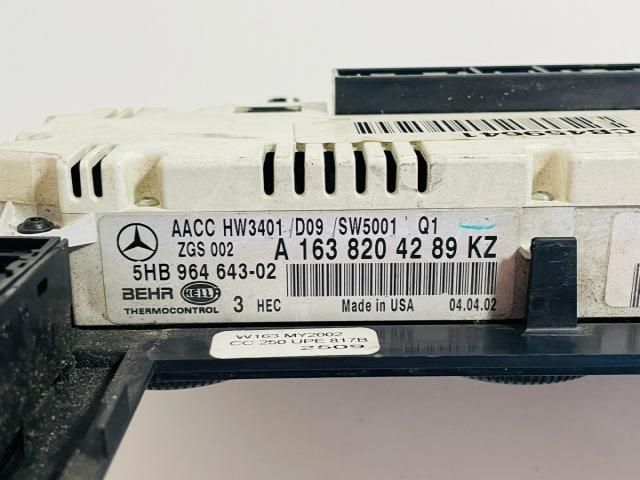 AACC HW3401 /D09 /SW5001 Q1
ZGS 002 A 163 820 42 89 KZ
5HB 964 643-02
BEHR HELLA
THERMOCONTROL 3 HEC Made in USA 04.04.02
W163 MY2002
CC 250 UPE 817B
2509